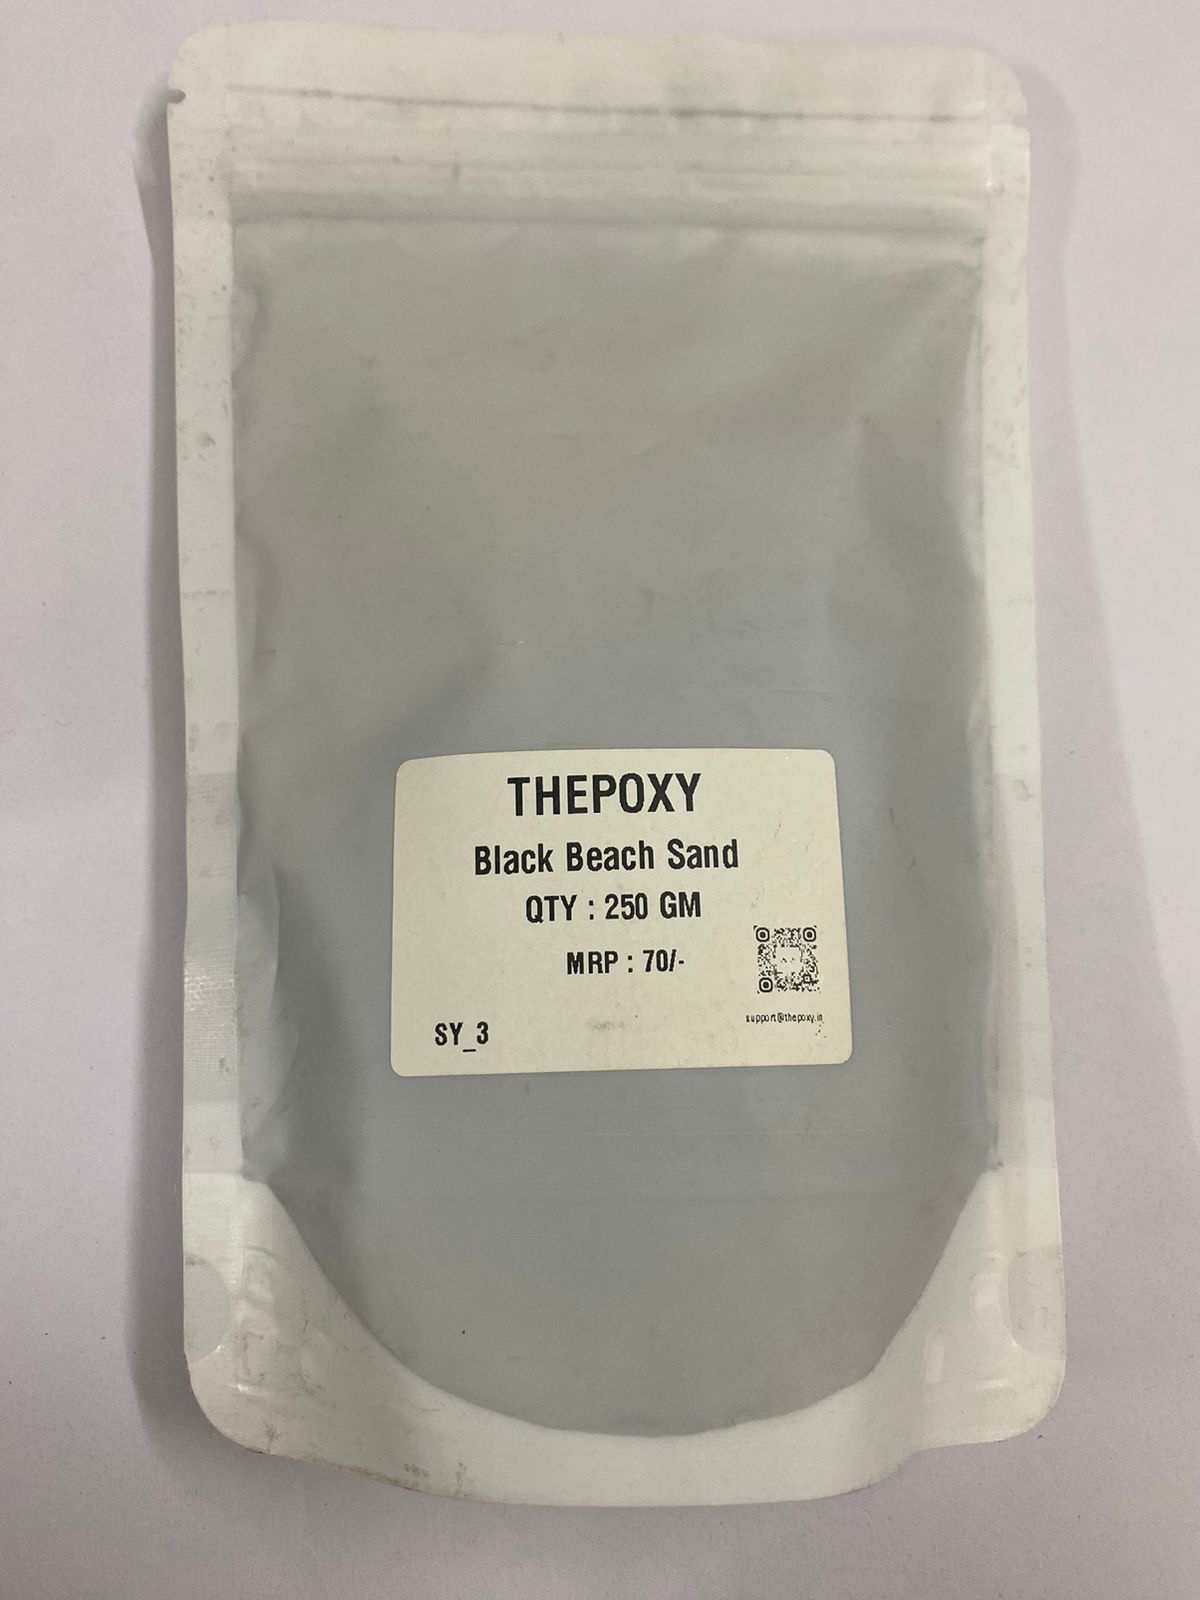 THEPOXY
Black Beach Sand
QTY : 250 GM
MRP : 70/-
support@thepoxy.in
SY_3